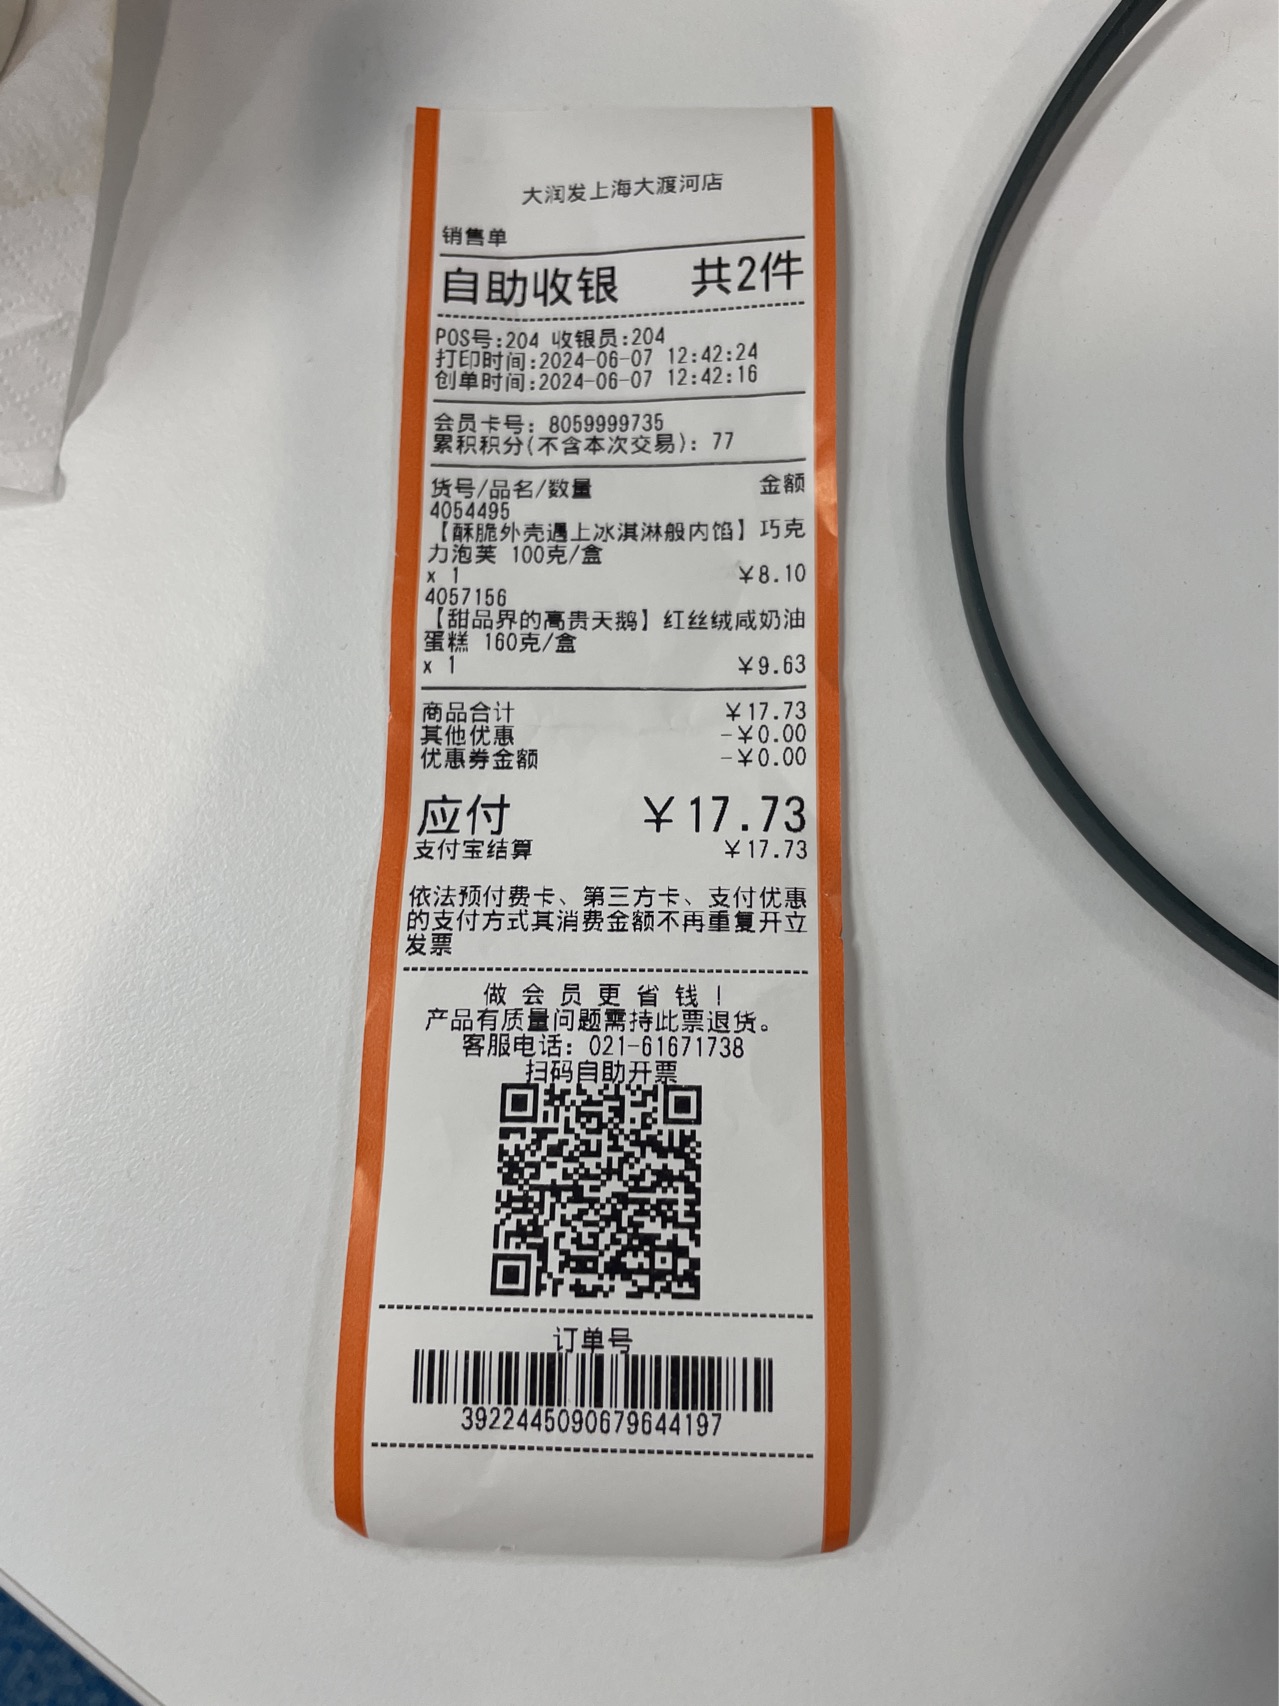 大润发上海大渡河店
销售单
自助收银 共2件
POS号:204 收银员:204
打印时间:2024-06-07 12:42:24
创单时间:2024-06-07 12:42:16
会员卡号: 8059999735
累积积分(不含本次交易): 77
货号/品名/数量 金额
4054495
【酥脆外壳遇上冰淇淋般内馅】巧克
力泡芙 100克/盒
x 1 ¥8.10
4057156
【甜品界的高贵天鹅】红丝绒咸奶油
蛋糕 160克/盒
x 1 ¥9.63
商品合计 ¥17.73
其他优惠 -¥0.00
优惠券金额 -¥0.00
应付 ¥17.73
支付宝结算 ¥17.73
依法预付费卡、第三方卡、支付优惠
的支付方式其消费金额不再重复开立
发票
做会员更省钱!
产品有质量问题需持此票退货。
客服电话: 021-61671738
扫码自助开票
订单号
3922445090679644197